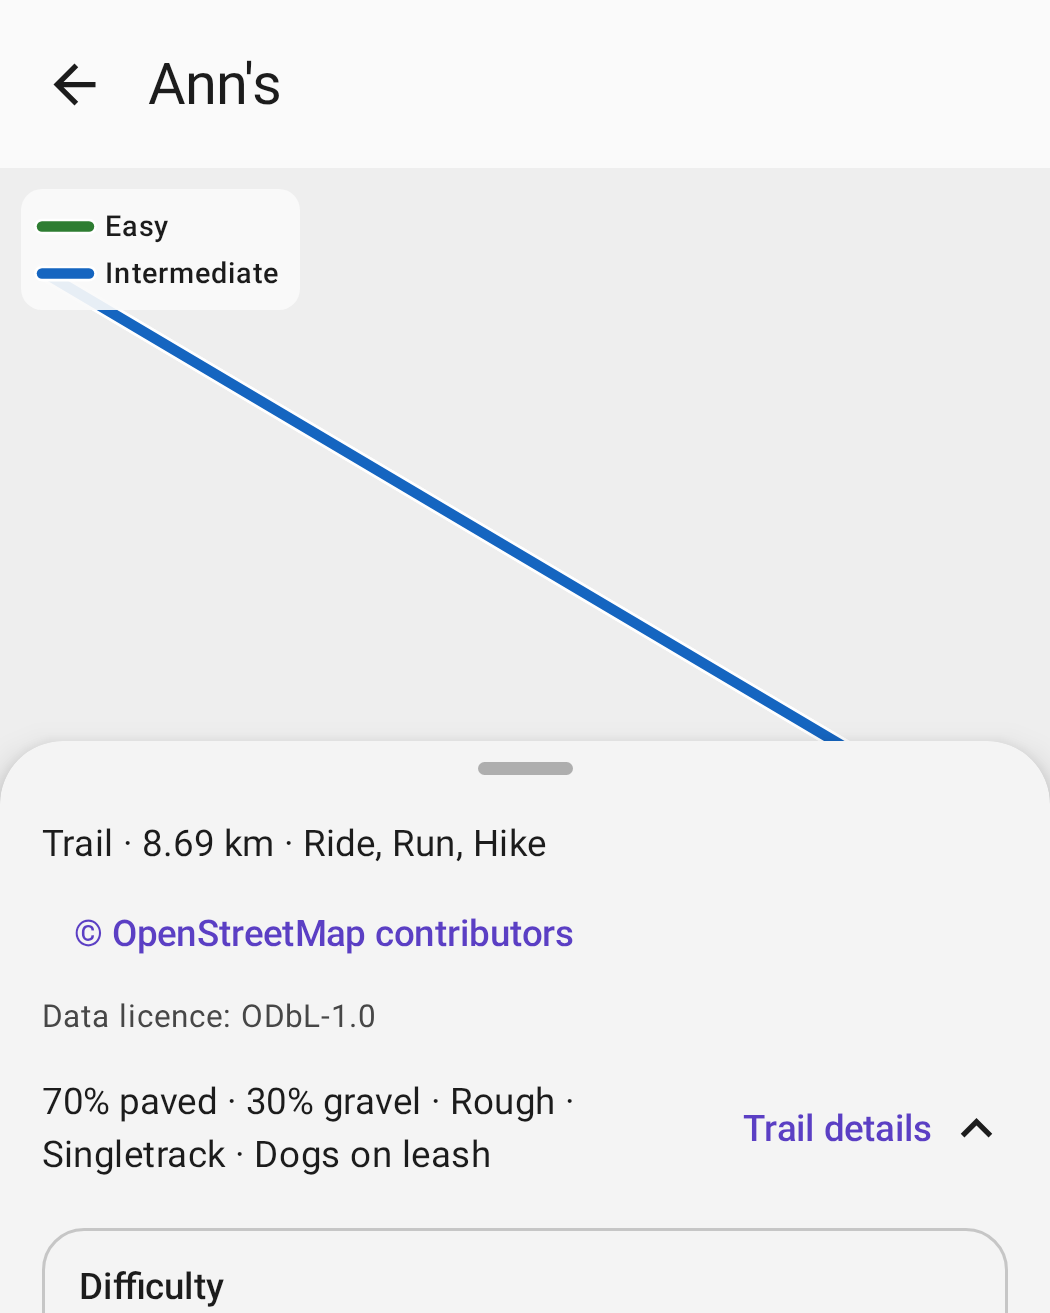 Ann's
Easy
Intermediate
Trail · 8.69 km · Ride, Run, Hike
© OpenStreetMap contributors
Data licence: ODbL-1.0
70% paved · 30% gravel · Rough ·
Singletrack · Dogs on leash
Trail details
Difficulty